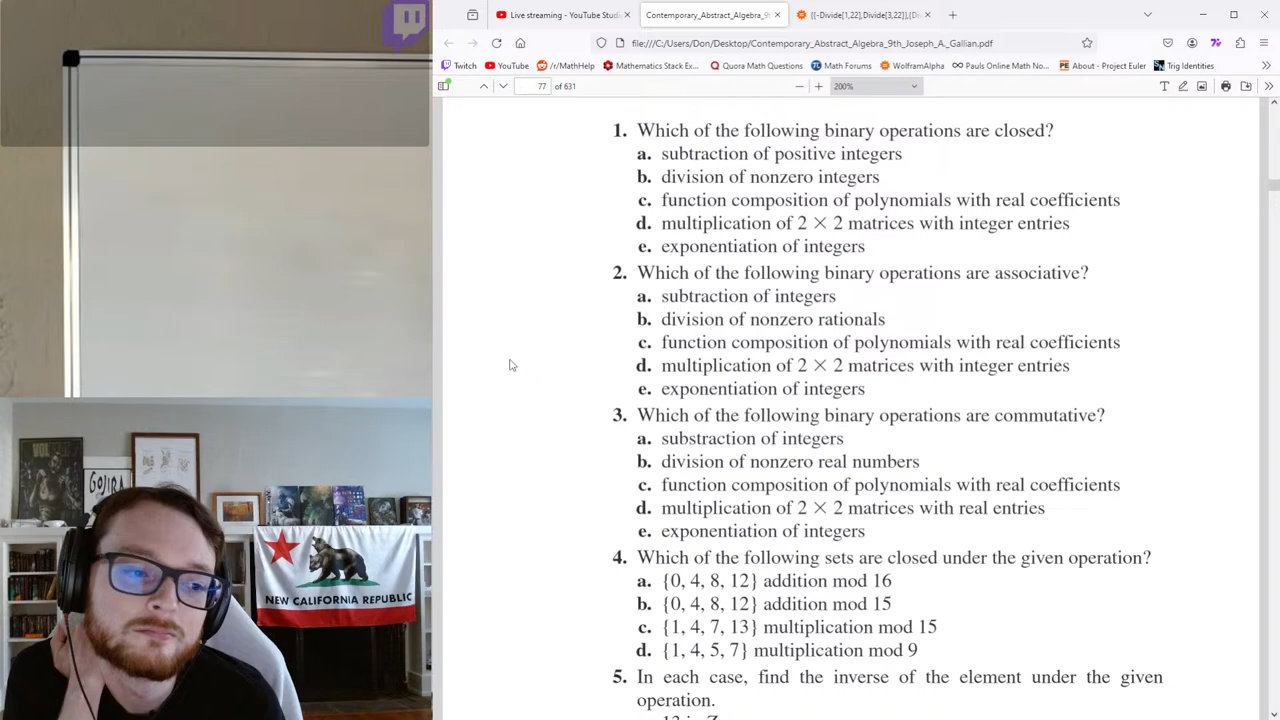 Live streaming - YouTube Studi
Contemporary_Abstract_Algebra_9th
{{-Divide[1,22],Divide[3,22]},{Div
file:///C:/Users/Don/Desktop/Contemporary_Abstract_Algebra_9th_Joseph_A._Gallian.pdf
Twitch YouTube /r/MathHelp Mathematics Stack Ex... Quora Math Questions Math Forums WolframAlpha Pauls Online Math No... About - Project Euler Trig Identities
77 of 631
200%
1. Which of the following binary operations are closed?
a. subtraction of positive integers
b. division of nonzero integers
c. function composition of polynomials with real coefficients
d. multiplication of 2 × 2 matrices with integer entries
e. exponentiation of integers
2. Which of the following binary operations are associative?
a. subtraction of integers
b. division of nonzero rationals
c. function composition of polynomials with real coefficients
d. multiplication of 2 × 2 matrices with integer entries
e. exponentiation of integers
3. Which of the following binary operations are commutative?
a. substraction of integers
b. division of nonzero real numbers
c. function composition of polynomials with real coefficients
d. multiplication of 2 × 2 matrices with real entries
e. exponentiation of integers
4. Which of the following sets are closed under the given operation?
a. {0, 4, 8, 12} addition mod 16
b. {0, 4, 8, 12} addition mod 15
c. {1, 4, 7, 13} multiplication mod 15
d. {1, 4, 5, 7} multiplication mod 9
5. In each case, find the inverse of the element under the given
operation.
GOJIRA
NEW CALIFORNIA REPUBLIC